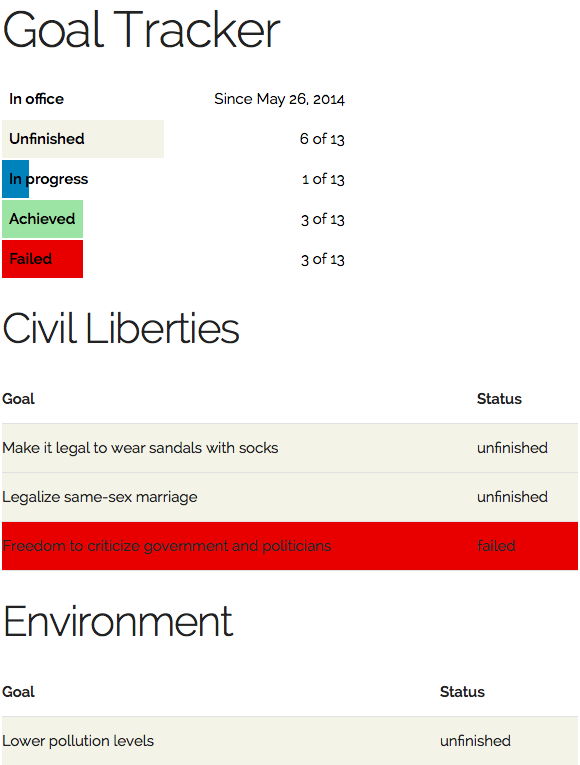 Goal Tracker
In office Since May 26, 2014
Unfinished 6 of 13
In progress 1 of 13
Achieved 3 of 13
Failed 3 of 13
Civil Liberties
Goal Status
Make it legal to wear sandals with socks unfinished
Legalize same-sex marriage unfinished
Freedom to criticize government and politicians failed
Environment
Goal Status
Lower pollution levels unfinished